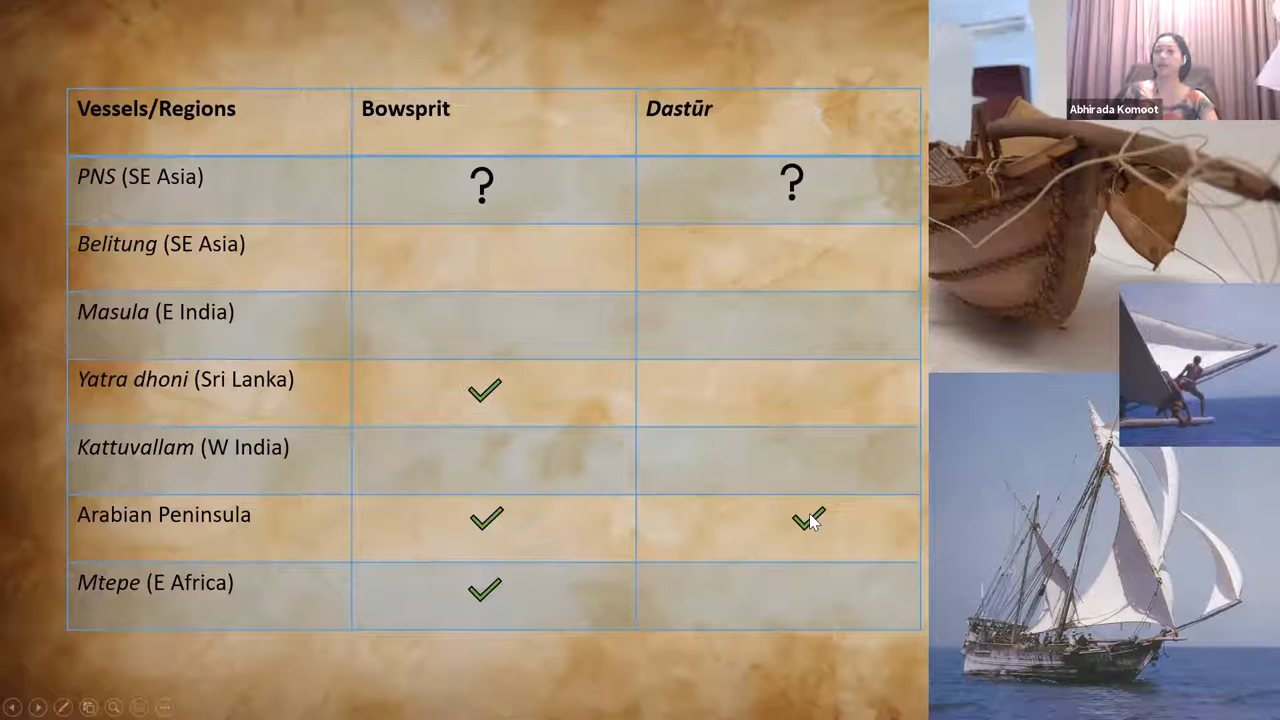 Vessels/Regions Bowsprit Dastūr
PNS (SE Asia) ? ?
Belitung (SE Asia)
Masula (E India)
Yatra dhoni (Sri Lanka)
Kattuvallam (W India)
Arabian Peninsula
Mtepe (E Africa)
Abhirada Komoot